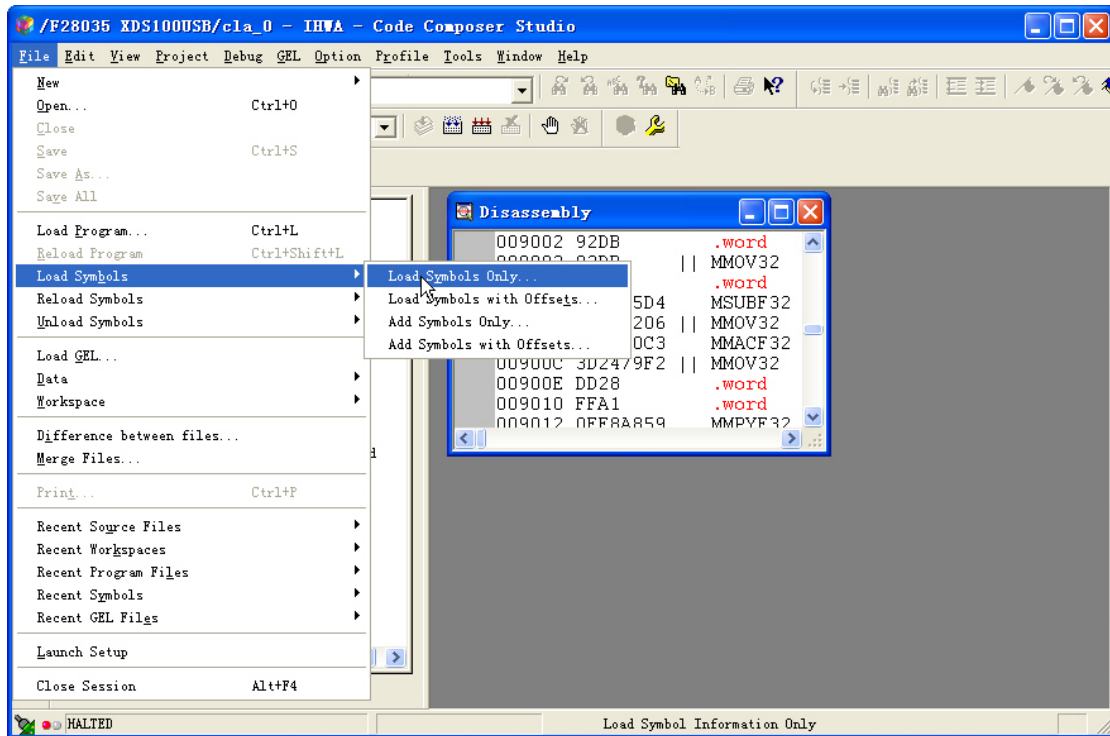 /F28035 XDS100USB/cla_0 - IHWA - Code Composer Studio
File Edit View Project Debug GEL Option Profile Tools Window Help
New
Open... Ctrl+O
Close
Save Ctrl+S
Save As...
Save All
Load Program... Ctrl+L
Reload Program Ctrl+Shift+L
Load Symbols
Reload Symbols
Unload Symbols
Load GEL...
Data
Workspace
Difference between files...
Merge Files...
Print... Ctrl+P
Recent Source Files
Recent Workspaces
Recent Program Files
Recent Symbols
Recent GEL Files
Launch Setup
Close Session Alt+F4
Load Symbols Only...
Load Symbols with Offsets...
Add Symbols Only...
Add Symbols with Offsets...
Disassembly
009002 92DB .word
|| MMOV32
.word
5D4 MSUBF32
206 || MMOV32
0C3 MMACF32
00900C 3D2479F2 || MMOV32
00900E DD28 .word
009010 FFA1 .word
009012 0FF8A859 MMPYF32
HALTED
Load Symbol Information Only